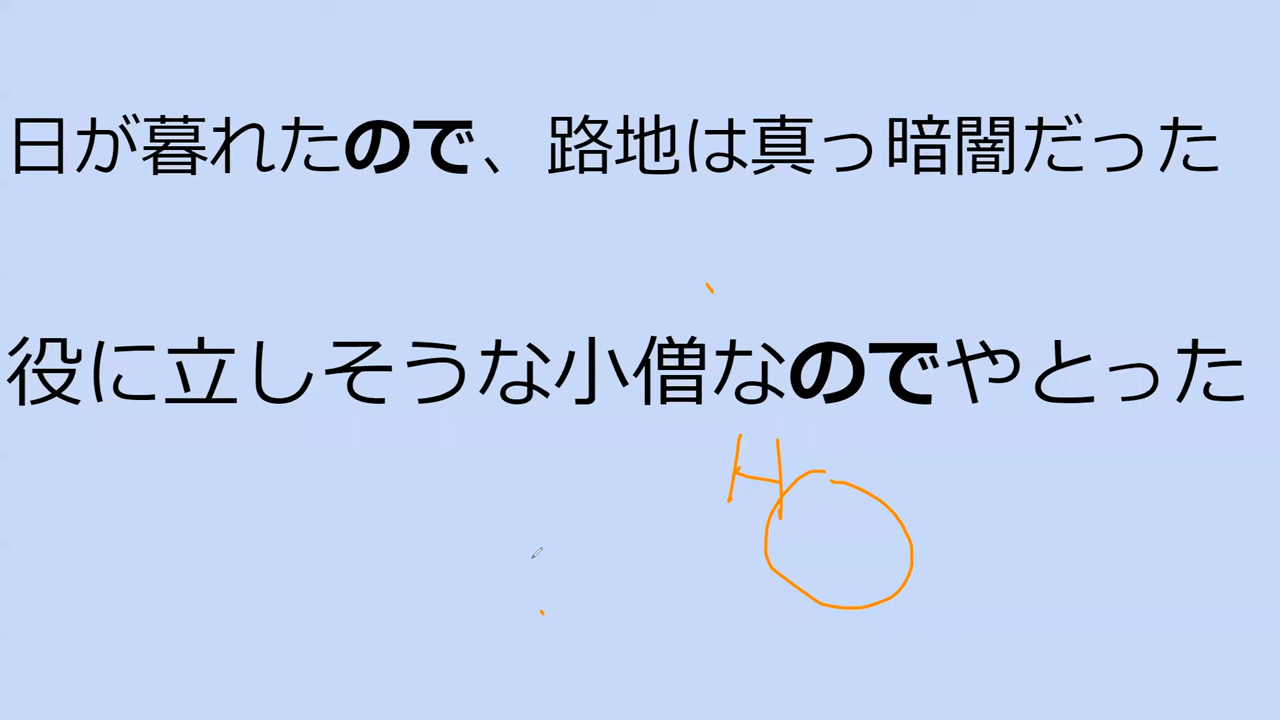 日が暮れたので、路地は真っ暗闇だった
役に立しそうな小僧なのでやとった
HO